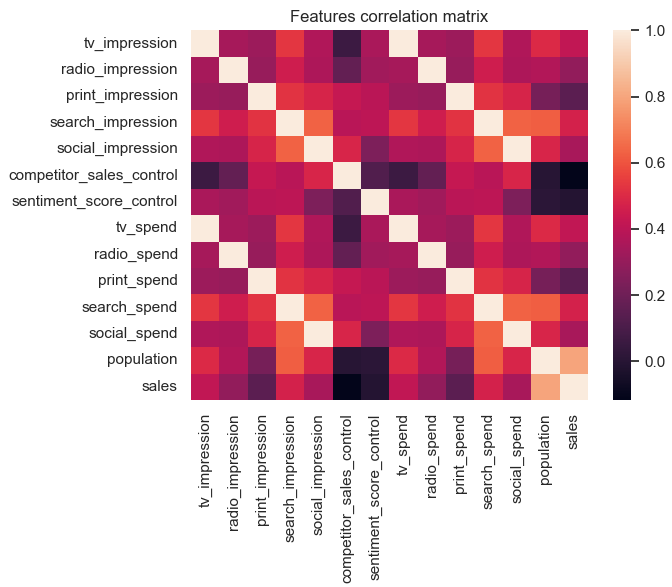 Features correlation matrix
tv_impression
radio_impression
print_impression
search_impression
social_impression
competitor_sales_control
sentiment_score_control
tv_spend
radio_spend
print_spend
search_spend
social_spend
population
sales
tv_impression
radio_impression
print_impression
search_impression
social_impression
competitor_sales_control
sentiment_score_control
tv_spend
radio_spend
print_spend
search_spend
social_spend
population
sales
1.0
0.8
0.6
0.4
0.2
0.0